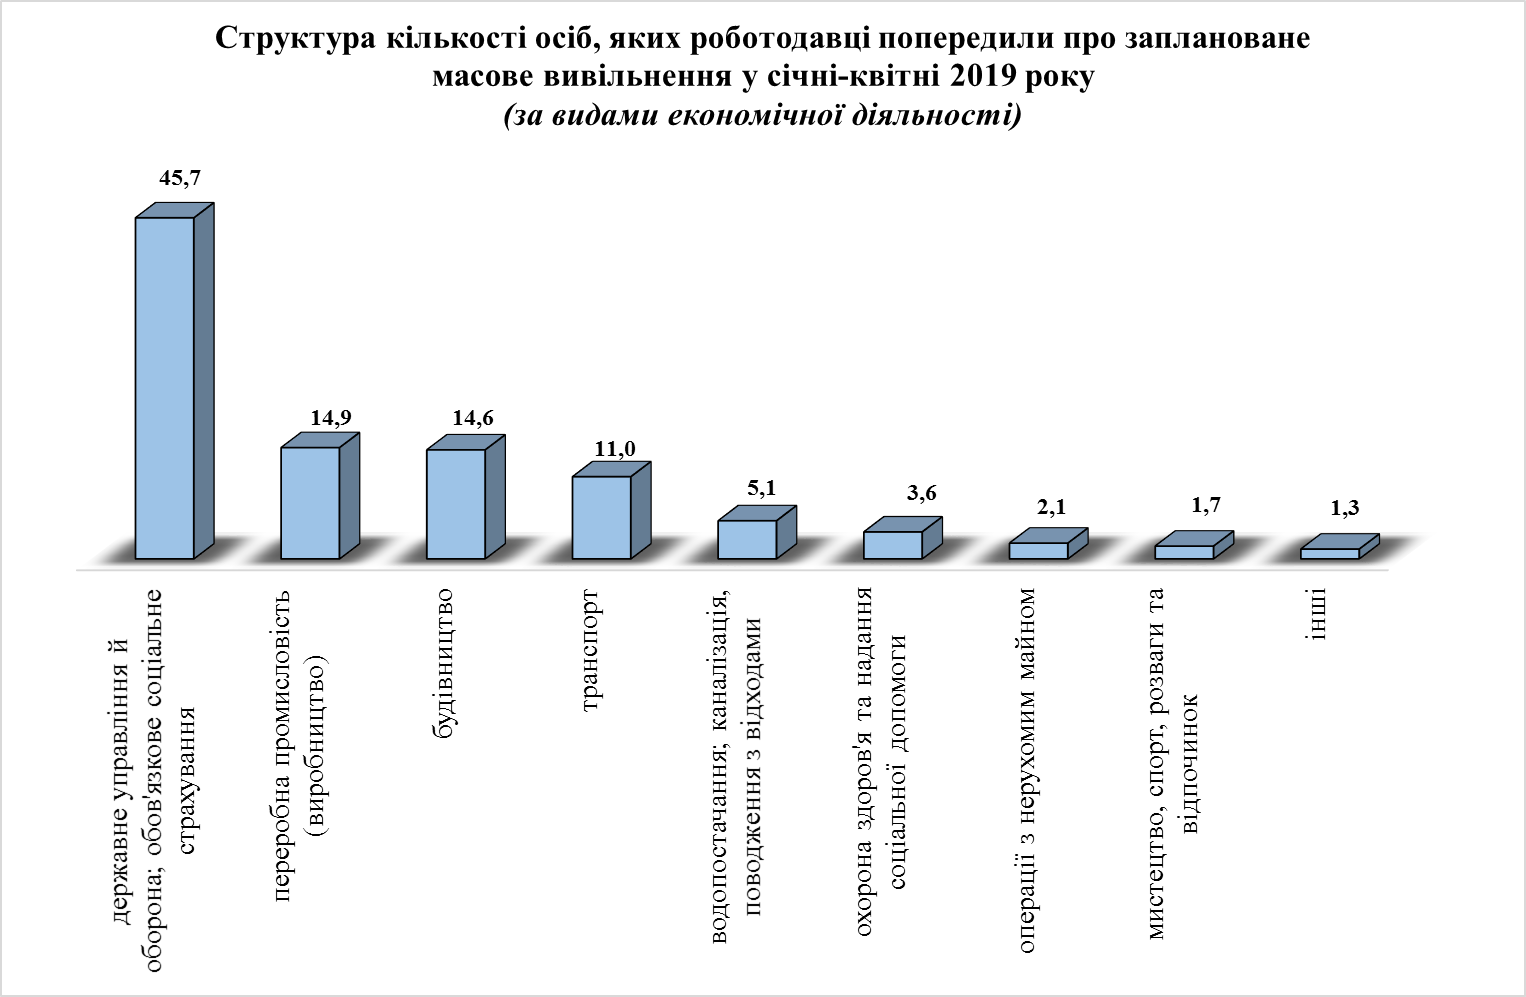 Структура кількості осіб, яких роботодавці попередили про заплановане
масове вивільнення у січні-квітні 2019 року
(за видами економічної діяльності)
45,7
14,9
14,6
11,0
5,1
3,6
2,1
1,7
1,3
державне управління й
оборона; обов'язкове соціальне
страхування
переробна промисловість
(виробництво)
будівництво
транспорт
водопостачання; каналізація,
поводження з відходами
охорона здоров'я та надання
соціальної допомоги
операції з нерухомим майном
мистецтво, спорт, розваги та
відпочинок
інші